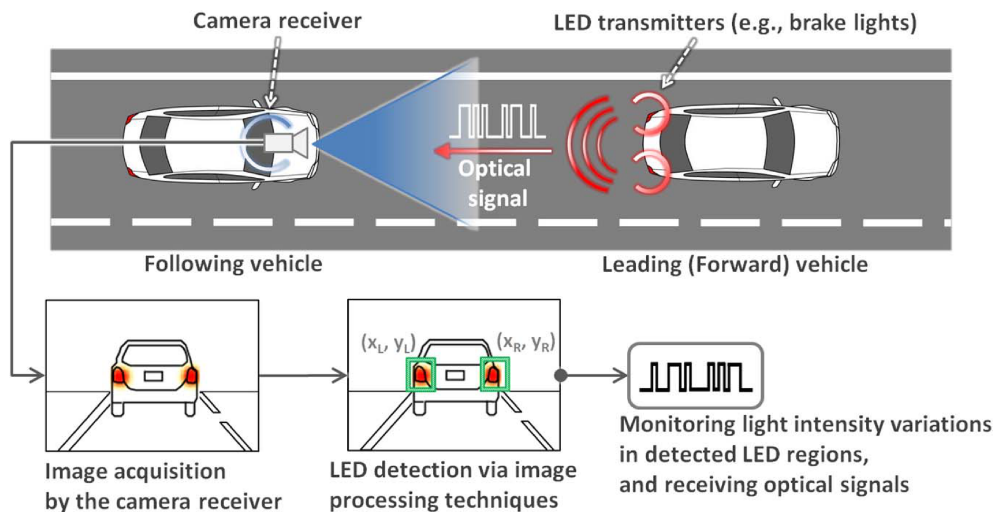 Camera receiver
LED transmitters (e.g., brake lights)
Optical
signal
Following vehicle
Leading (Forward) vehicle
(xL, yL)
(xR, yR)
Image acquisition
by the camera receiver
LED detection via image
processing techniques
Monitoring light intensity variations
in detected LED regions,
and receiving optical signals